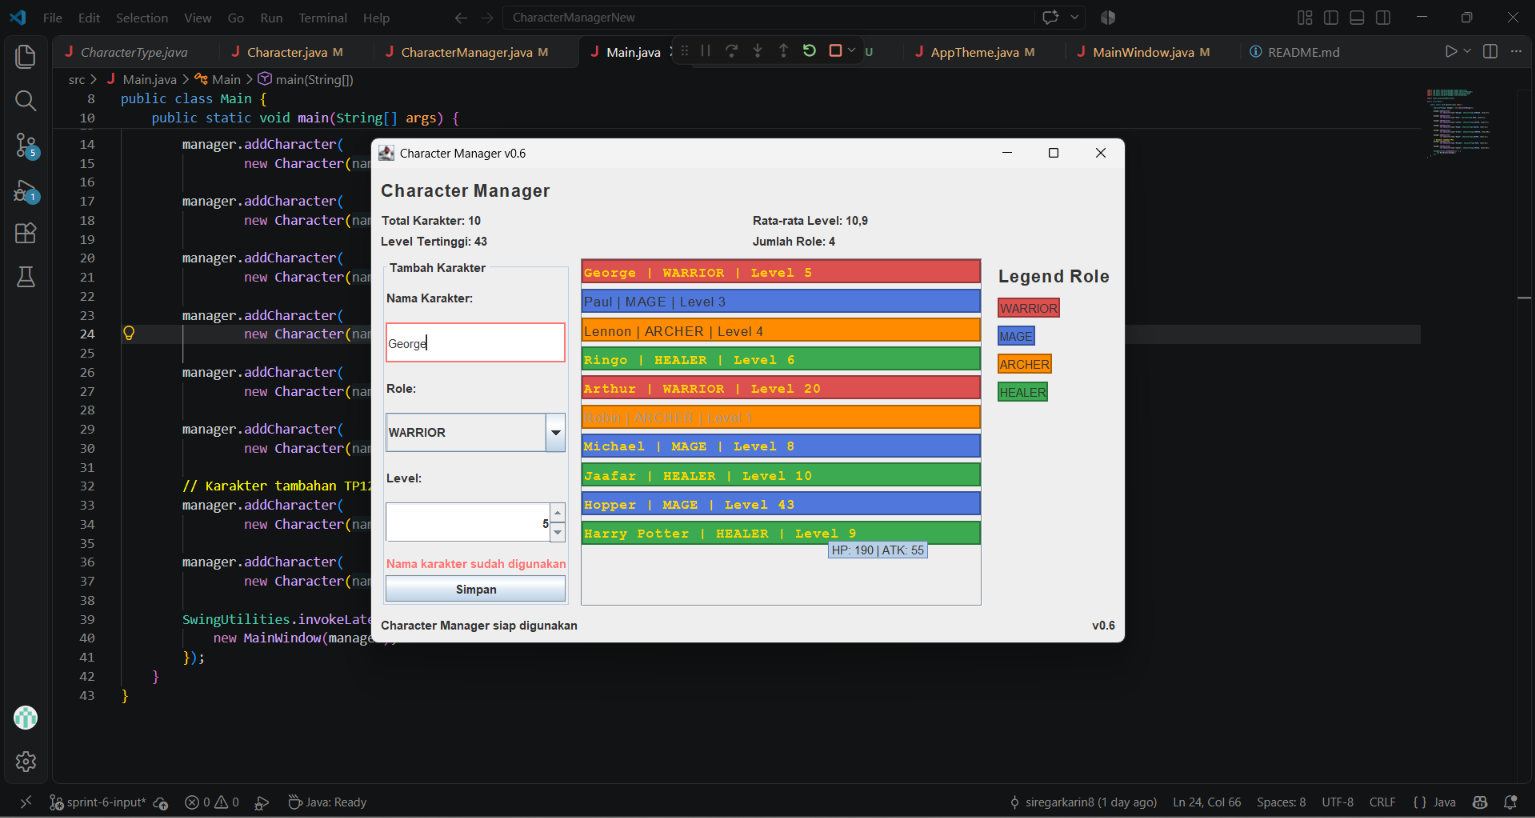 File Edit Selection View Go Run Terminal Help
CharacterManagerNew
CharacterType.java
Character.java M
CharacterManager.java M
Main.java
U
AppTheme.java M
MainWindow.java M
README.md
src > Main.java > Main > main(String[])
8 public class Main {
10 public static void main(String[] args) {
14 manager.addCharacter(
15 new Character(
16
17 manager.addCharacter(
18 new Character(
19
20 manager.addCharacter(
21 new Character(
22
23 manager.addCharacter(
24 new Character(
25
26 manager.addCharacter(
27 new Character(
28
29 manager.addCharacter(
30 new Character(
31
32 // Karakter tambahan TP12
33 manager.addCharacter(
34 new Character(
35
36 manager.addCharacter(
37 new Character(
38
39 SwingUtilities.invokeLate
40 new MainWindow(manage
41 });
42 }
43 }
5
1
Character Manager v0.6
Character Manager
Total Karakter: 10
Rata-rata Level: 10,9
Level Tertinggi: 43
Jumlah Role: 4
Tambah Karakter
Nama Karakter:
George
Role:
WARRIOR
Level:
5
Nama karakter sudah digunakan
Simpan
George | WARRIOR | Level 5
Paul | MAGE | Level 3
Lennon | ARCHER | Level 4
Ringo | HEALER | Level 6
Arthur | WARRIOR | Level 20
| ARCHER | Level 1
Michael | MAGE | Level 8
Jaafar | HEALER | Level 10
Hopper | MAGE | Level 43
Harry Potter | HEALER | Level 9
HP: 190 | ATK: 55
Legend Role
WARRIOR
MAGE
ARCHER
HEALER
Character Manager siap digunakan
v0.6
sprint-6-input*
0 0
Java: Ready
siregarkarin8 (1 day ago)
Ln 24, Col 66
Spaces: 8
UTF-8
CRLF
{ } Java